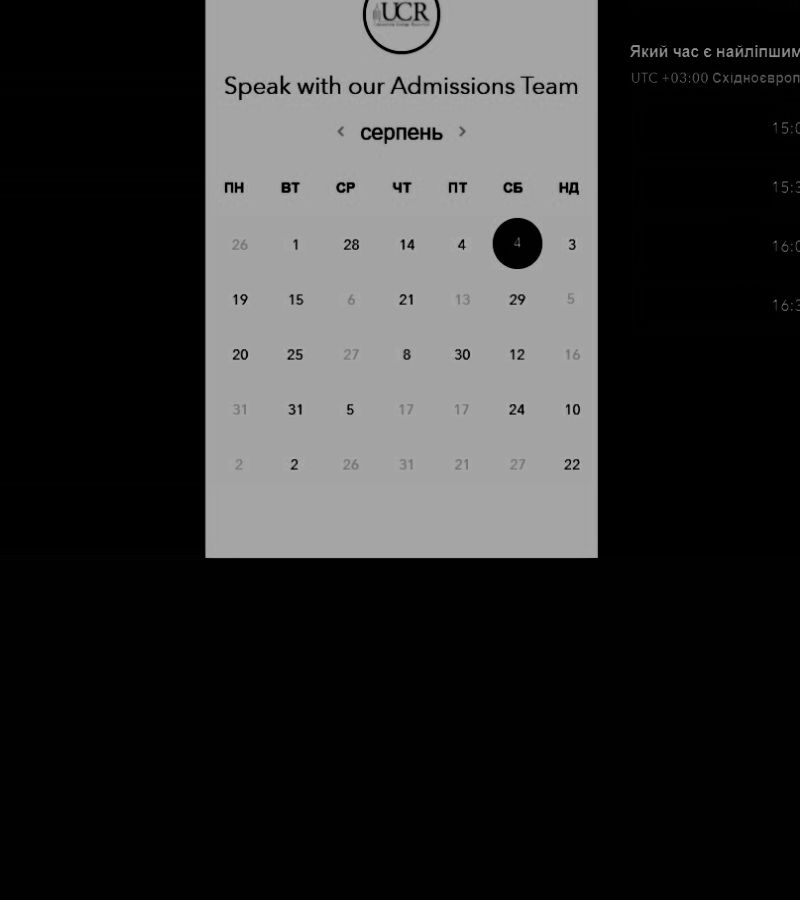 UCR
Speak with our Admissions Team
‹ серпень ›
ПН ВТ СР ЧТ ПТ СБ НД
26 1 28 14 4 4 3
19 15 6 21 13 29 5
20 25 27 8 30 12 16
31 31 5 17 17 24 10
2 2 26 31 21 27 22
Який час є найліпшим
UTC +03:00 Східноєвроп
15:0
15:3
16:0
16:3